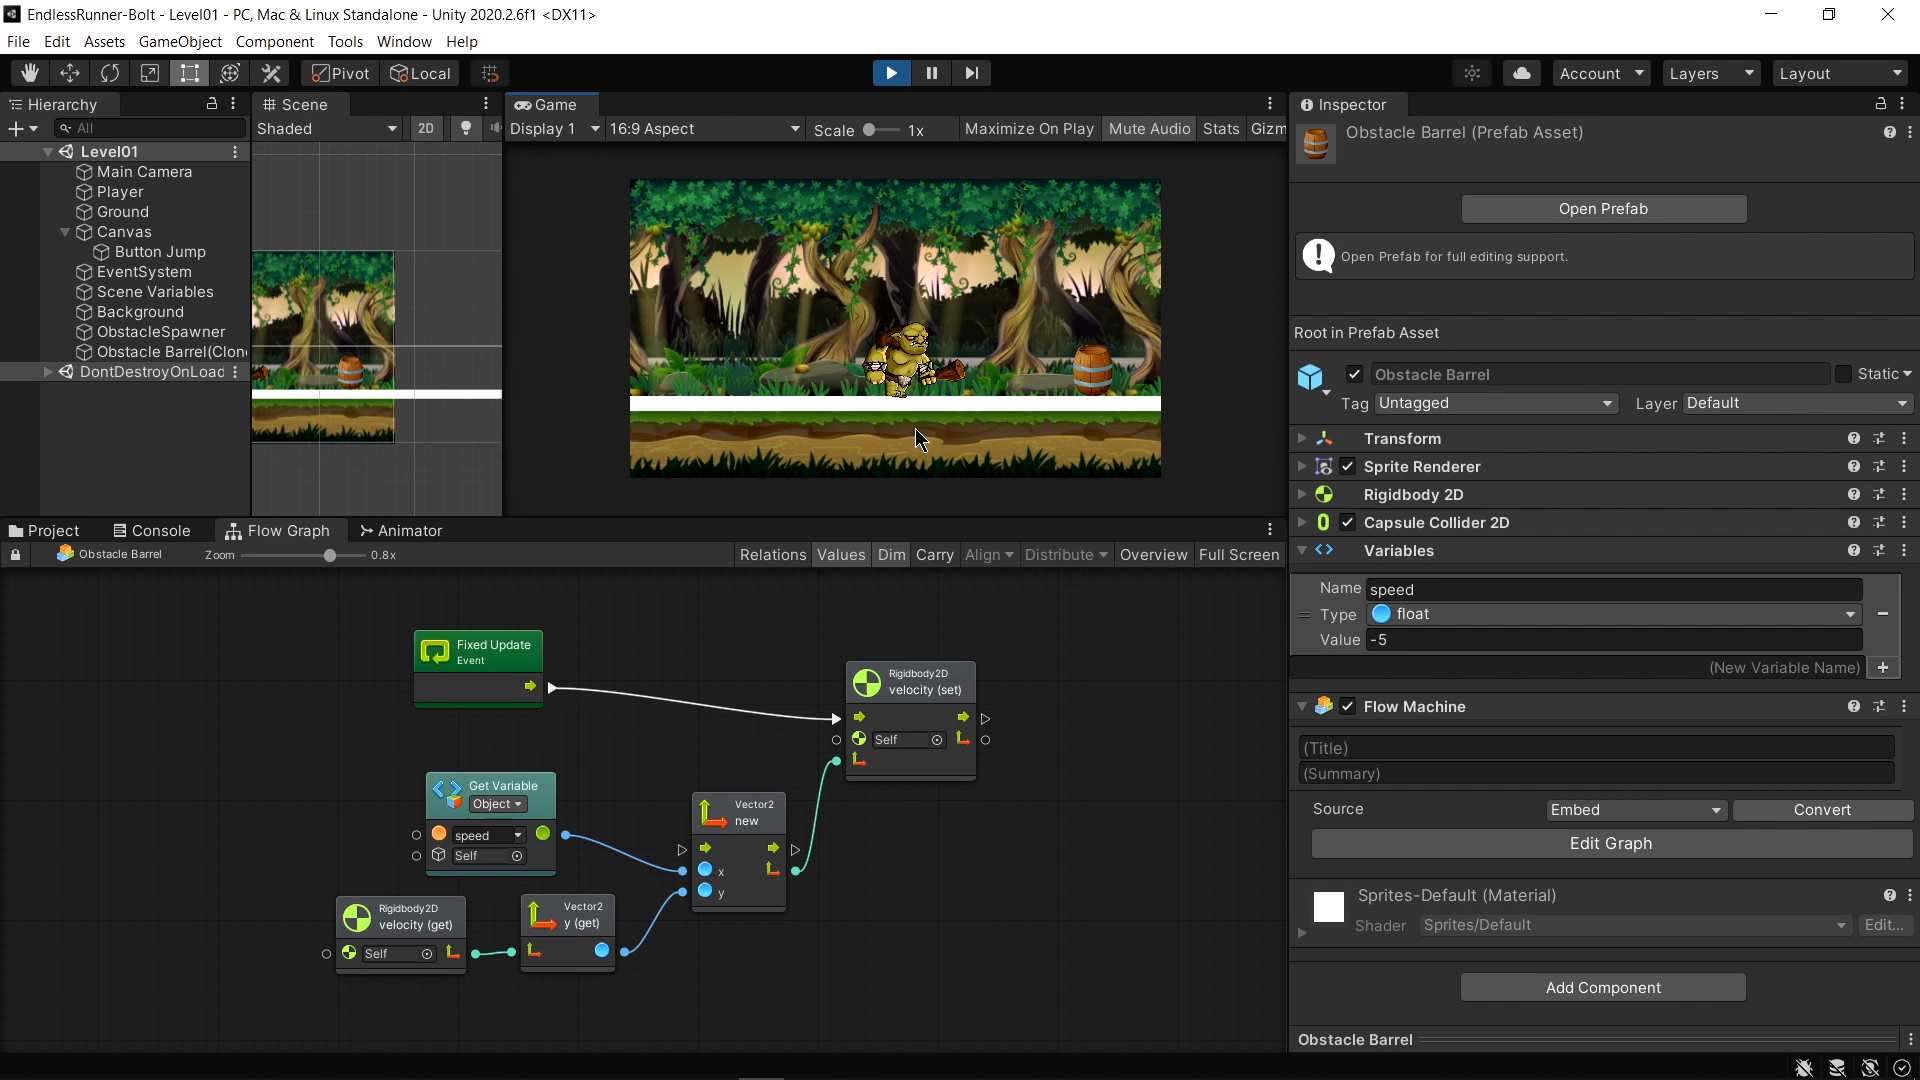 EndlessRunner-Bolt - Level01 - PC, Mac & Linux Standalone - Unity 2020.2.6f1 <DX11>
File Edit Assets GameObject Component Tools Window Help
Pivot Local Account Layers Layout
Hierarchy
All
Level01
Main Camera
Player
Ground
Canvas
Button Jump
EventSystem
Scene Variables
Background
ObstacleSpawner
Obstacle Barrel(Clon
DontDestroyOnLoad
Scene
Shaded 2D
Game
Display 1 16:9 Aspect Scale 1x Maximize On Play Mute Audio Stats Gizm
Project Console Flow Graph Animator
Obstacle Barrel Zoom 0.8x Relations Values Dim Carry Align Distribute Overview Full Screen
Fixed Update
Event
Rigidbody2D
velocity (set)
Self
Get Variable
Object
speed
Self
Vector2
new
x
y
Rigidbody2D
velocity (get)
Self
Vector2
y (get)
Inspector
Obstacle Barrel (Prefab Asset)
Open Prefab
Open Prefab for full editing support.
Root in Prefab Asset
Obstacle Barrel Static
Tag Untagged Layer Default
Transform
Sprite Renderer
Rigidbody 2D
Capsule Collider 2D
Variables
Name speed
Type float
Value -5
(New Variable Name)
Flow Machine
(Title)
(Summary)
Source Embed Convert
Edit Graph
Sprites-Default (Material)
Shader Sprites/Default Edit...
Add Component
Obstacle Barrel